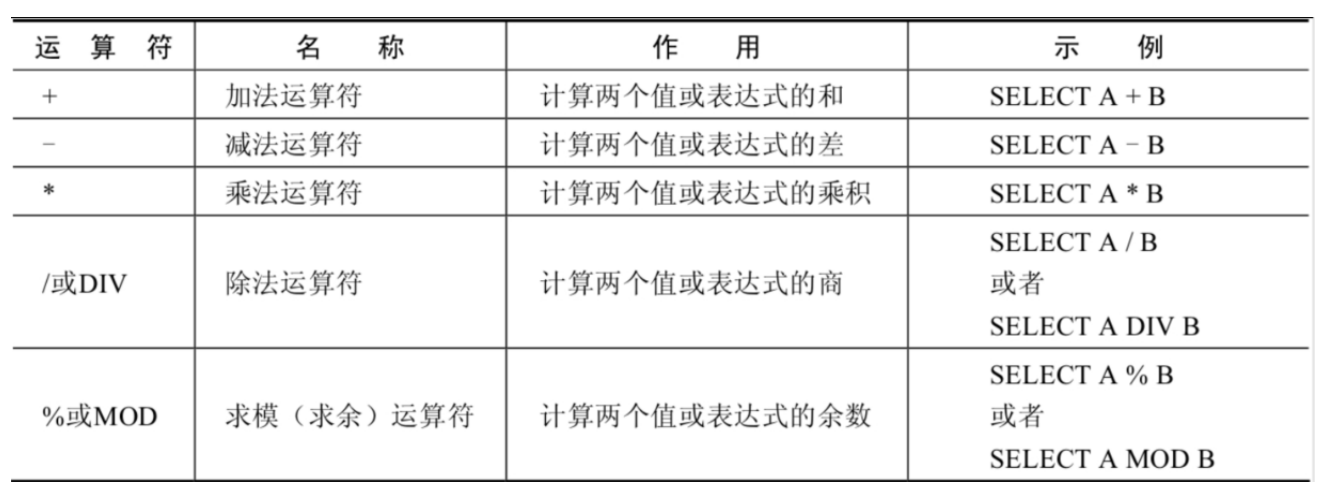 运 算 符 名 称 作 用 示 例
+ 加法运算符 计算两个值或表达式的和 SELECT A + B
- 减法运算符 计算两个值或表达式的差 SELECT A - B
* 乘法运算符 计算两个值或表达式的乘积 SELECT A * B
/或DIV 除法运算符 计算两个值或表达式的商 SELECT A / B
或者
SELECT A DIV B
%或MOD 求模（求余）运算符 计算两个值或表达式的余数 SELECT A % B
或者
SELECT A MOD B